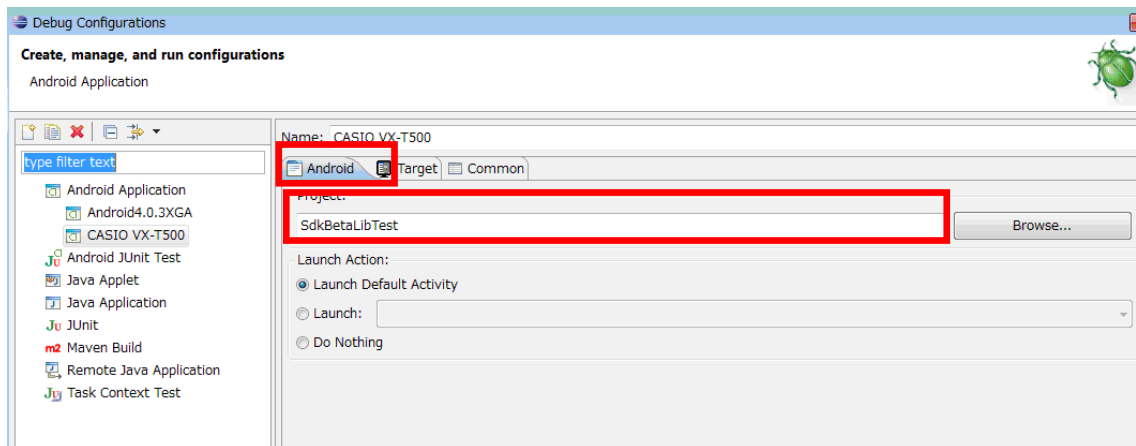 Debug Configurations
Create, manage, and run configurations
Android Application
type filter text
Android Application
Android4.0.3XGA
CASIO VX-T500
Android JUnit Test
Java Applet
Java Application
JUnit
Maven Build
Remote Java Application
Task Context Test
Name: CASIO VX-T500
Android Target Common
Project:
SdkBetaLibTest Browse...
Launch Action:
Launch Default Activity
Launch:
Do Nothing